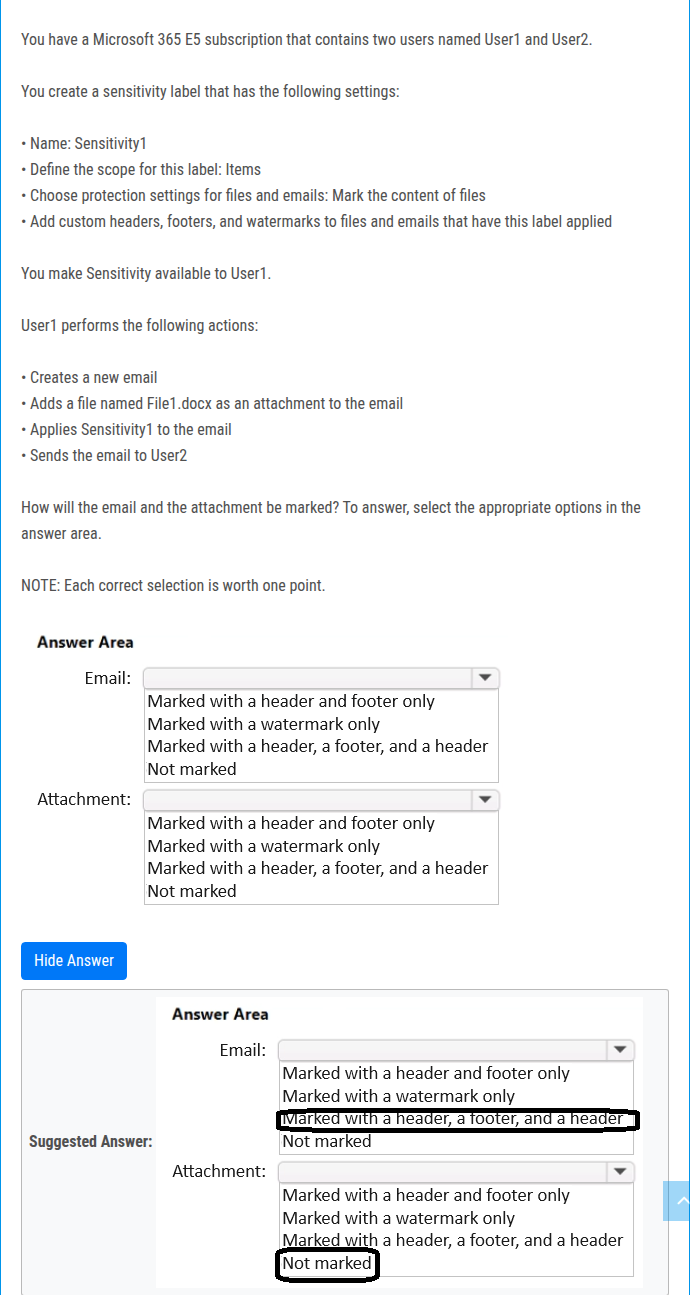 You have a Microsoft 365 E5 subscription that contains two users named User1 and User2.
You create a sensitivity label that has the following settings:
• Name: Sensitivity1
• Define the scope for this label: Items
• Choose protection settings for files and emails: Mark the content of files
• Add custom headers, footers, and watermarks to files and emails that have this label applied
You make Sensitivity available to User1.
User1 performs the following actions:
• Creates a new email
• Adds a file named File1.docx as an attachment to the email
• Applies Sensitivity1 to the email
• Sends the email to User2
How will the email and the attachment be marked? To answer, select the appropriate options in the
answer area.
NOTE: Each correct selection is worth one point.
Answer Area
Email:
Marked with a header and footer only
Marked with a watermark only
Marked with a header, a footer, and a header
Not marked
Attachment:
Marked with a header and footer only
Marked with a watermark only
Marked with a header, a footer, and a header
Not marked
Hide Answer
Suggested Answer:
Answer Area
Email:
Marked with a header and footer only
Marked with a watermark only
Marked with a header, a footer, and a header
Not marked
Attachment:
Marked with a header and footer only
Marked with a watermark only
Marked with a header, a footer, and a header
Not marked